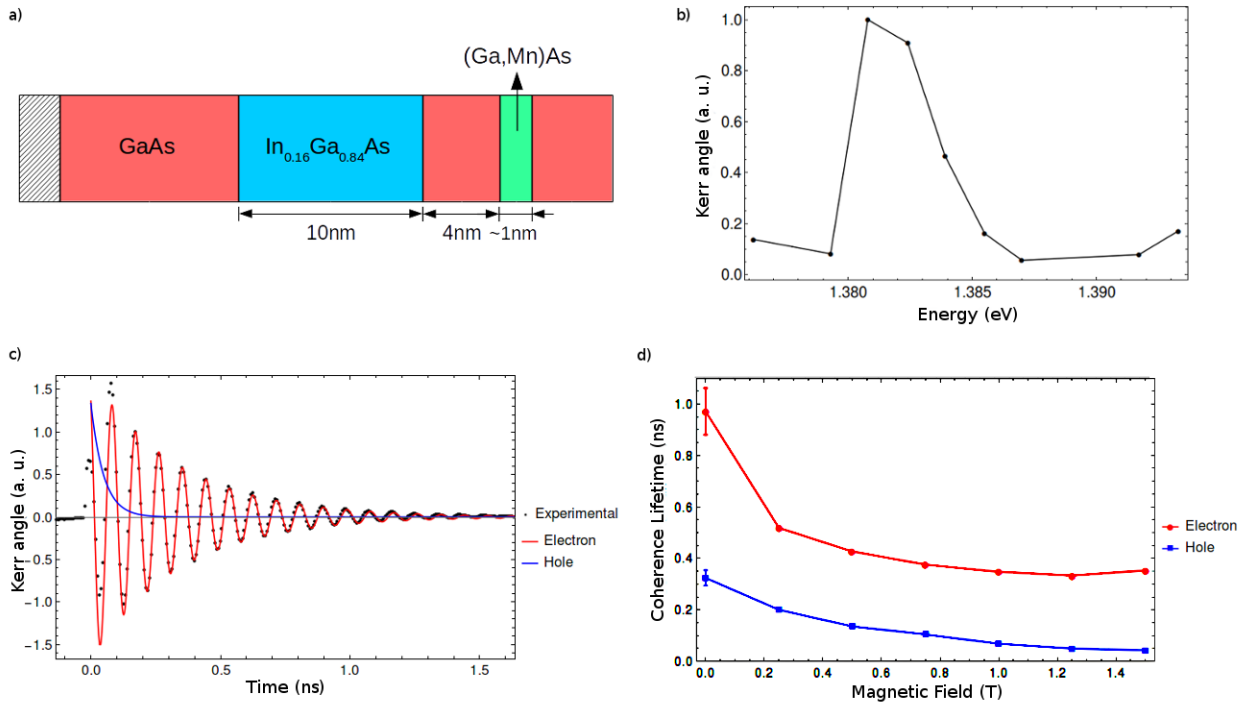 a)
(Ga,Mn)As
GaAs
In0.16Ga0.84As
10nm
4nm
~1nm
b)
Kerr angle (a. u.)
1.0
0.8
0.6
0.4
0.2
0.0
1.380
1.385
1.390
Energy (eV)
c)
Kerr angle (a. u.)
1.5
1.0
0.5
0.0
−0.5
−1.0
−1.5
0.0
0.5
1.0
1.5
Time (ns)
Experimental
Electron
Hole
d)
Coherence Lifetime (ns)
1.0
0.8
0.6
0.4
0.2
0.0
0.0
0.2
0.4
0.6
0.8
1.0
1.2
1.4
Magnetic Field (T)
Electron
Hole